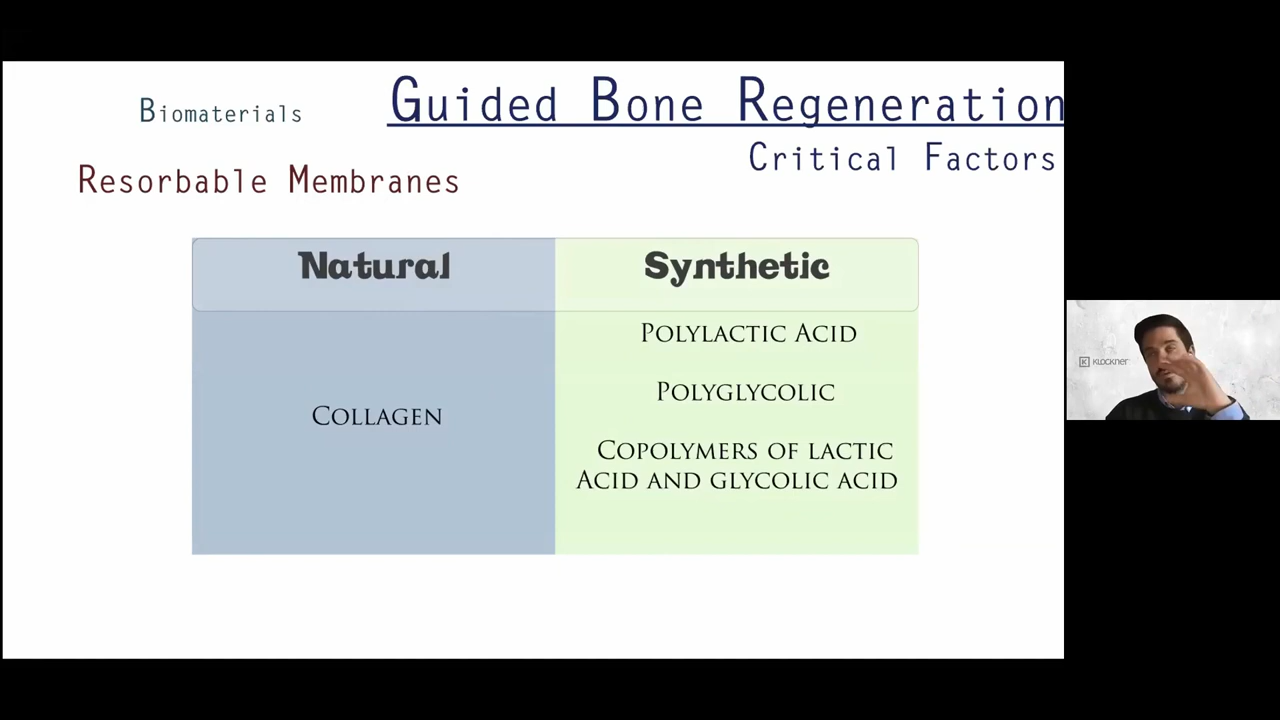 Biomaterials
Guided Bone Regeneration
Critical Factors
Resorbable Membranes
Natural
Synthetic
Collagen
Polylactic Acid
Polyglycolic
Copolymers of lactic
Acid and glycolic acid
KLOCKNER